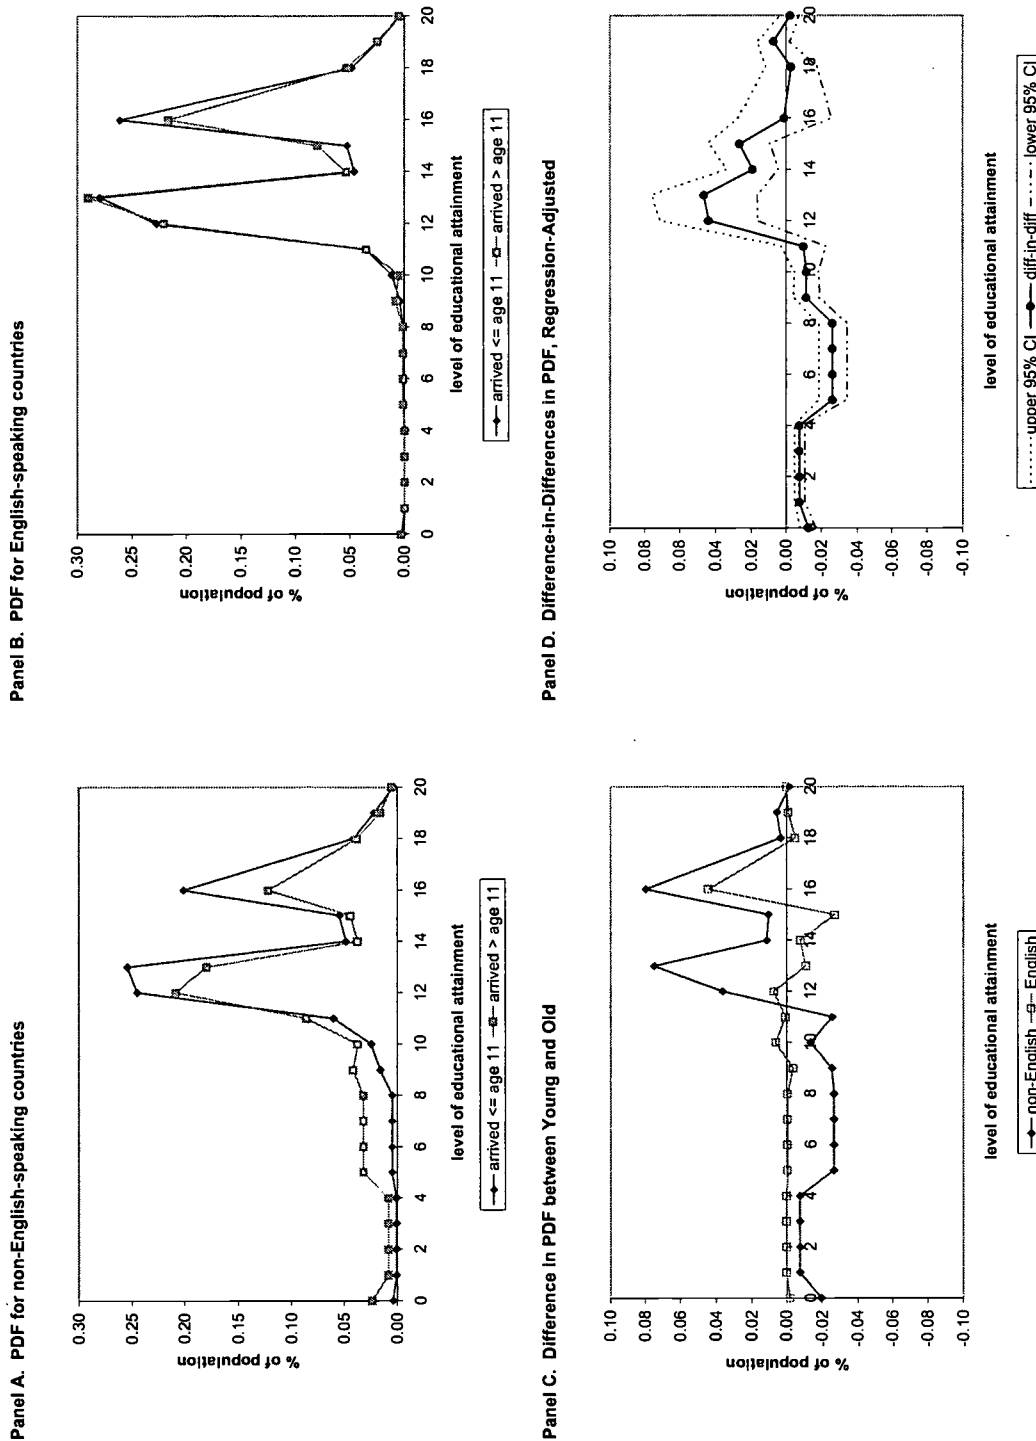 Panel A. PDF for non-English-speaking countries
0.30
0.25
0.20
0.15
0.10
0.05
0.00
% of population
0 2 4 6 8 10 12 14 16 18 20
level of educational attainment
arrived <= age 11 arrived > age 11
Panel B. PDF for English-speaking countries
0.30
0.25
0.20
0.15
0.10
0.05
0.00
% of population
0 2 4 6 8 10 12 14 16 18 20
level of educational attainment
arrived <= age 11 arrived > age 11
Panel C. Difference in PDF between Young and Old
0.10
0.08
0.06
0.04
0.02
0.00
-0.02
-0.04
-0.06
-0.08
-0.10
% of population
0 2 4 6 8 10 12 14 16 18 20
level of educational attainment
non-English English
Panel D. Difference-in-Differences in PDF, Regression-Adjusted
0.10
0.08
0.06
0.04
0.02
0.00
-0.02
-0.04
-0.06
-0.08
-0.10
% of population
0 2 4 6 8 10 12 14 16 18 20
level of educational attainment
upper 95% CI diff-in-diff lower 95% CI